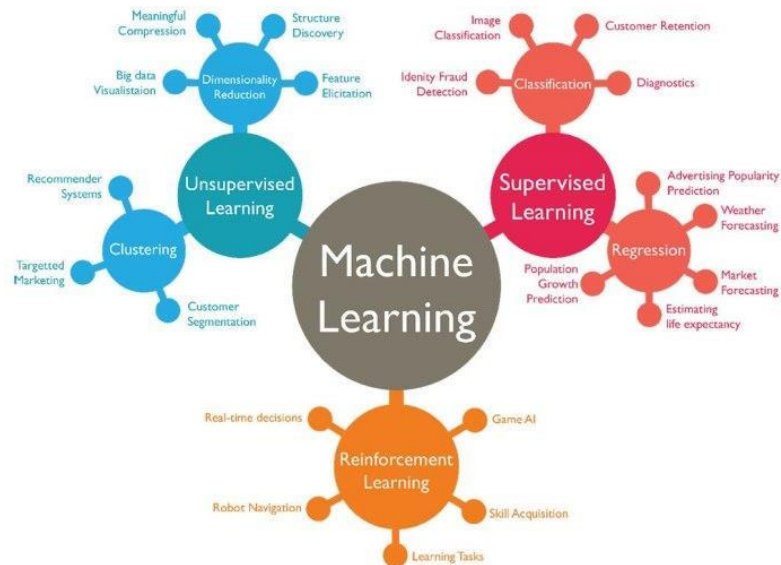 Meaningful
Compression
Structure
Discovery
Big data
Visualistaion
Dimensionality
Reduction
Feature
Elicitation
Unsupervised
Learning
Recommender
Systems
Clustering
Targetted
Marketing
Customer
Segmentation
Image
Classification
Customer Retention
Idenity Fraud
Detection
Classification
Diagnostics
Supervised
Learning
Advertising Popularity
Prediction
Weather
Forecasting
Regression
Population
Growth
Prediction
Market
Forecasting
Estimating
life expectancy
Machine
Learning
Real-time decisions
Game AI
Reinforcement
Learning
Robot Navigation
Skill Acquisition
Learning Tasks